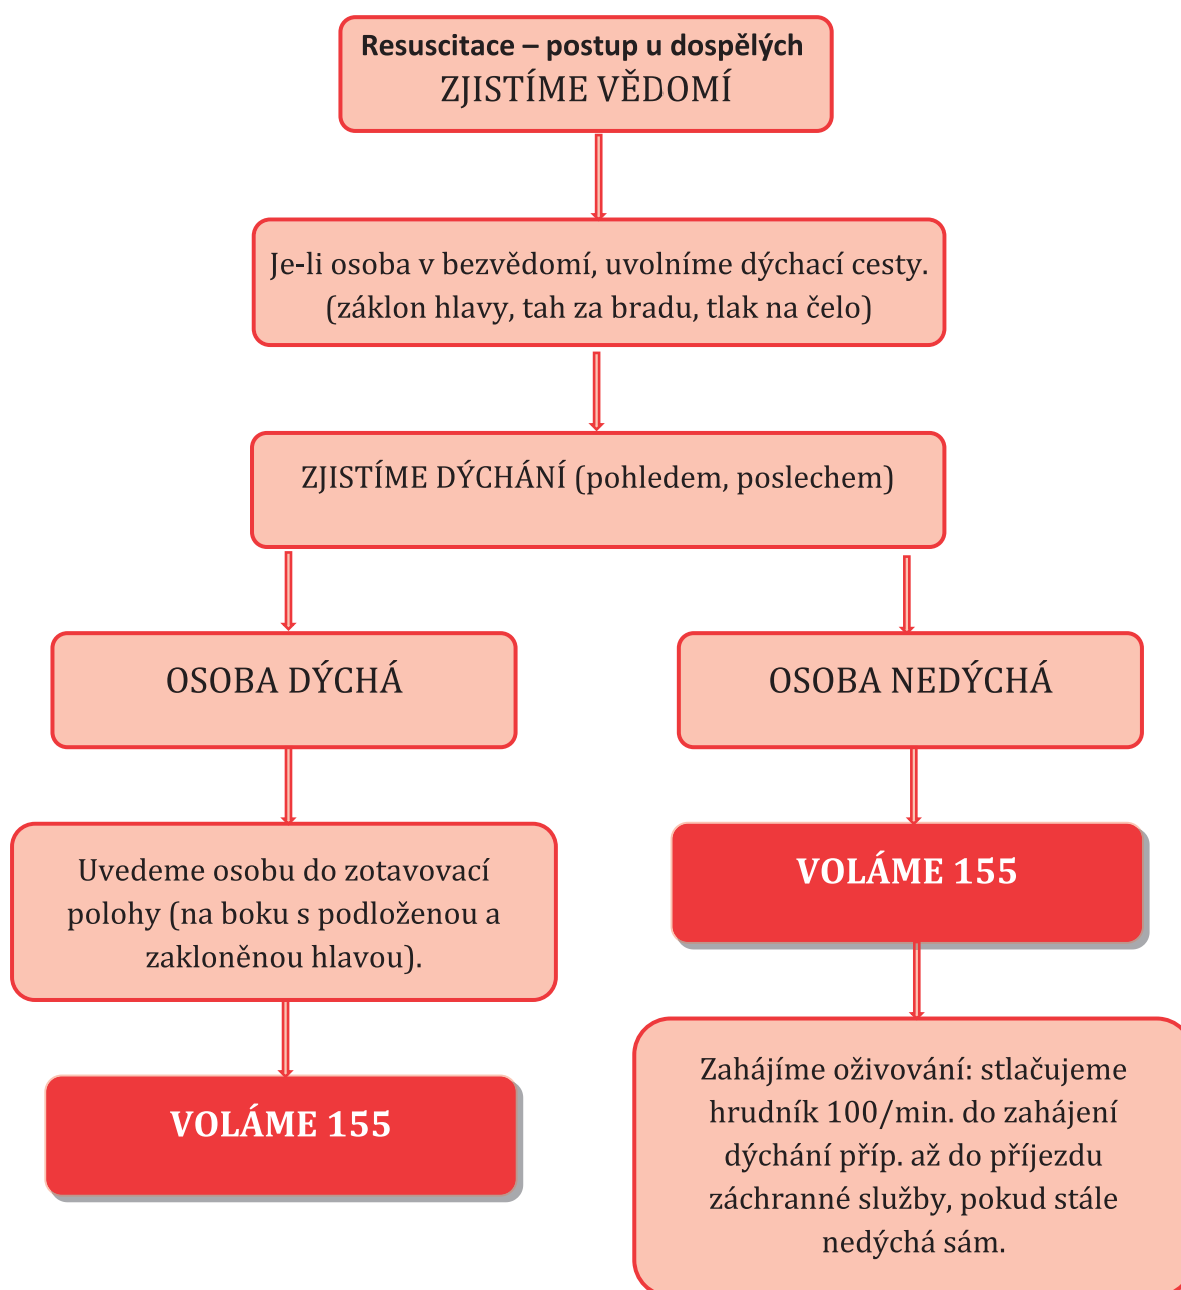 Resuscitace – postup u dospělých
ZJISTÍME VĚDOMÍ
Je-li osoba v bezvědomí, uvolníme dýchací cesty.
(záklon hlavy, tah za bradu, tlak na čelo)
ZJISTÍME DÝCHÁNÍ (pohledem, poslechem)
OSOBA DÝCHÁ
OSOBA NEDÝCHÁ
Uvedeme osobu do zotavovací
polohy (na boku s podloženou a
zakloněnou hlavou).
VOLÁME 155
VOLÁME 155
Zahájíme oživování: stlačujeme
hrudník 100/min. do zahájení
dýchání příp. až do příjezdu
záchranné služby, pokud stále
nedýchá sám.